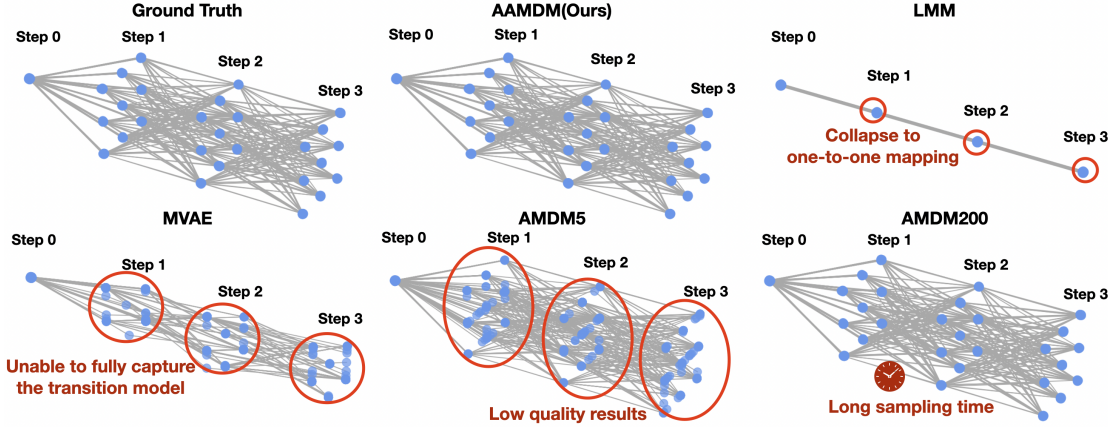 Ground Truth
Step 0
Step 1
Step 2
Step 3
AAMDM(Ours)
Step 0
Step 1
Step 2
Step 3
LMM
Step 0
Step 1
Step 2
Step 3
Collapse to
one-to-one mapping
MVAE
Step 0
Step 1
Step 2
Step 3
Unable to fully capture
the transition model
AMDM5
Step 0
Step 1
Step 2
Step 3
Low quality results
AMDM200
Step 0
Step 1
Step 2
Step 3
Long sampling time